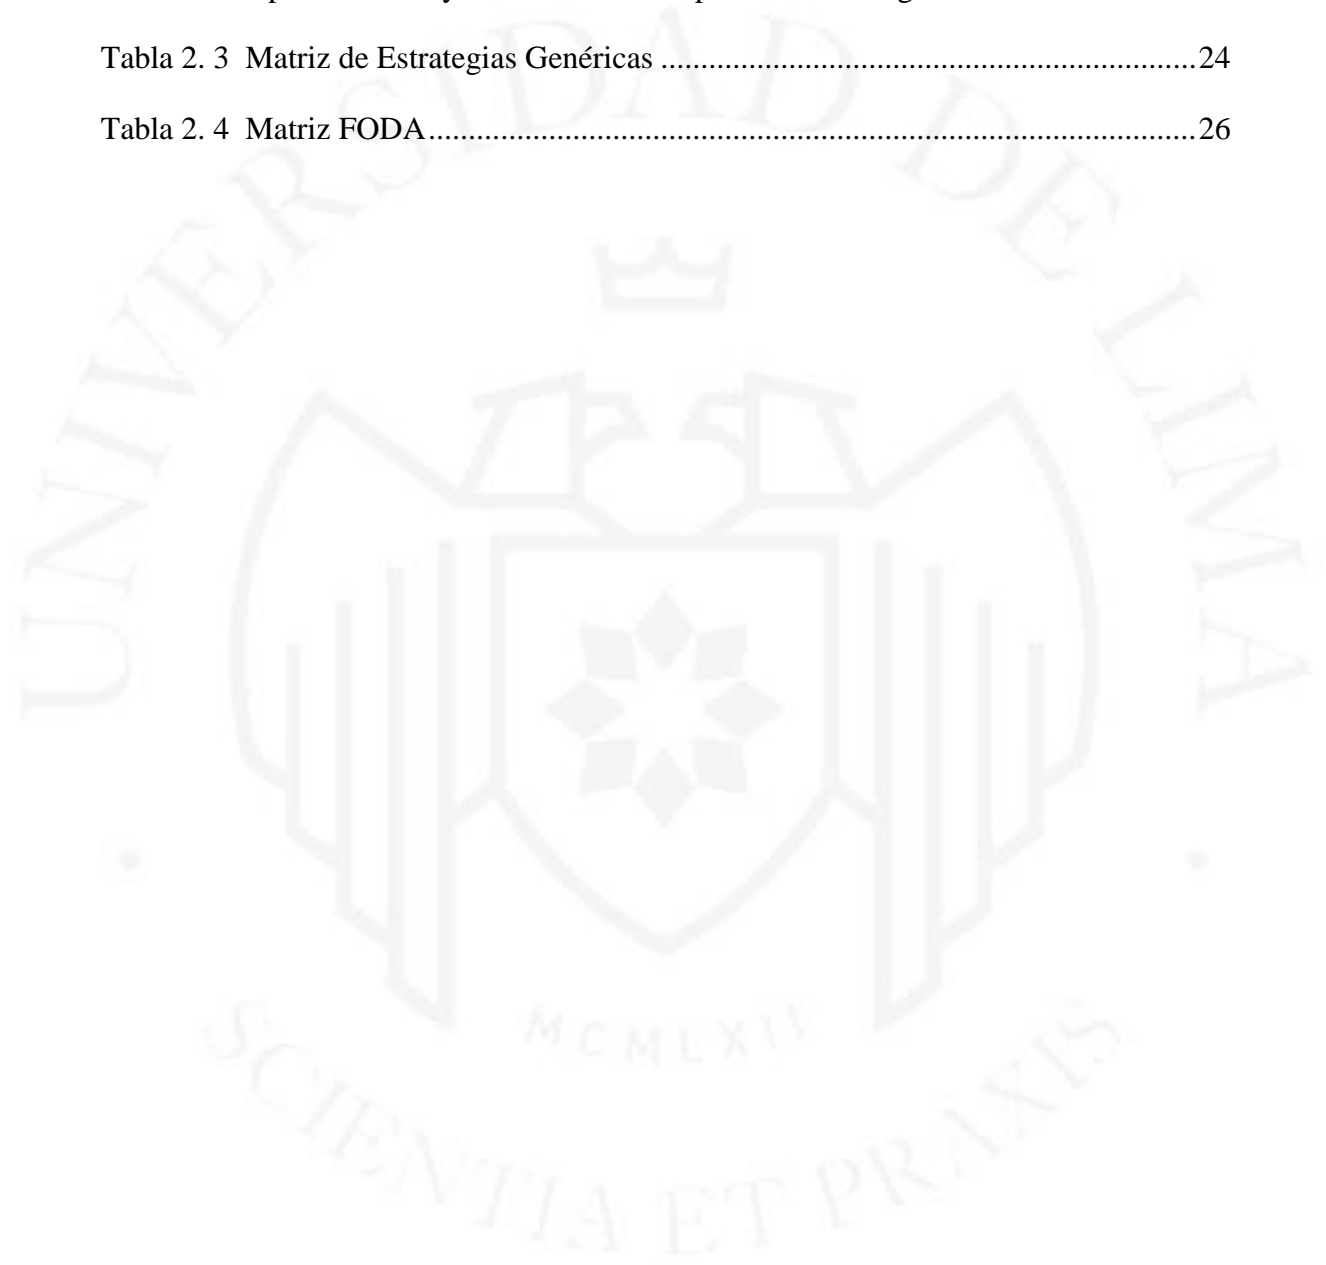 Tabla 2. 3 Matriz de Estrategias Genéricas ...................................................................24
Tabla 2. 4 Matriz FODA................................................................................................26
UNIVERSIDAD DE LIMA
MCMLXII
SCIENTIA ET PRAXIS